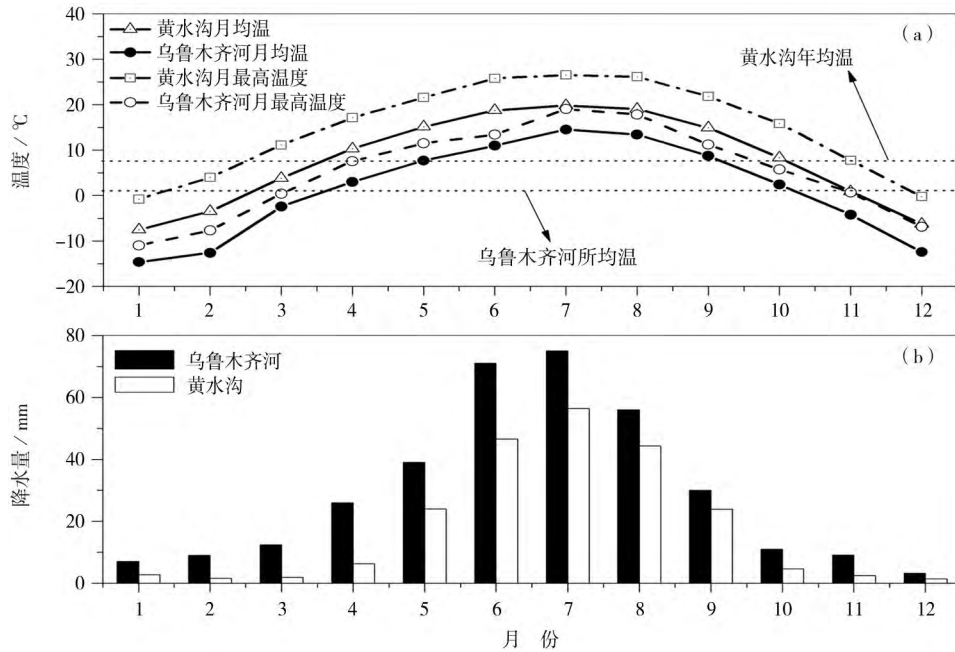 (a)
黄水沟月均温
乌鲁木齐河月均温
黄水沟月最高温度
乌鲁木齐河月最高温度
黄水沟年均温
乌鲁木齐河所均温
温度/℃
40
30
20
10
0
-10
-20
1 2 3 4 5 6 7 8 9 10 11 12
(b)
乌鲁木齐河
黄水沟
降水量/mm
80
60
40
20
0
1 2 3 4 5 6 7 8 9 10 11 12
月 份